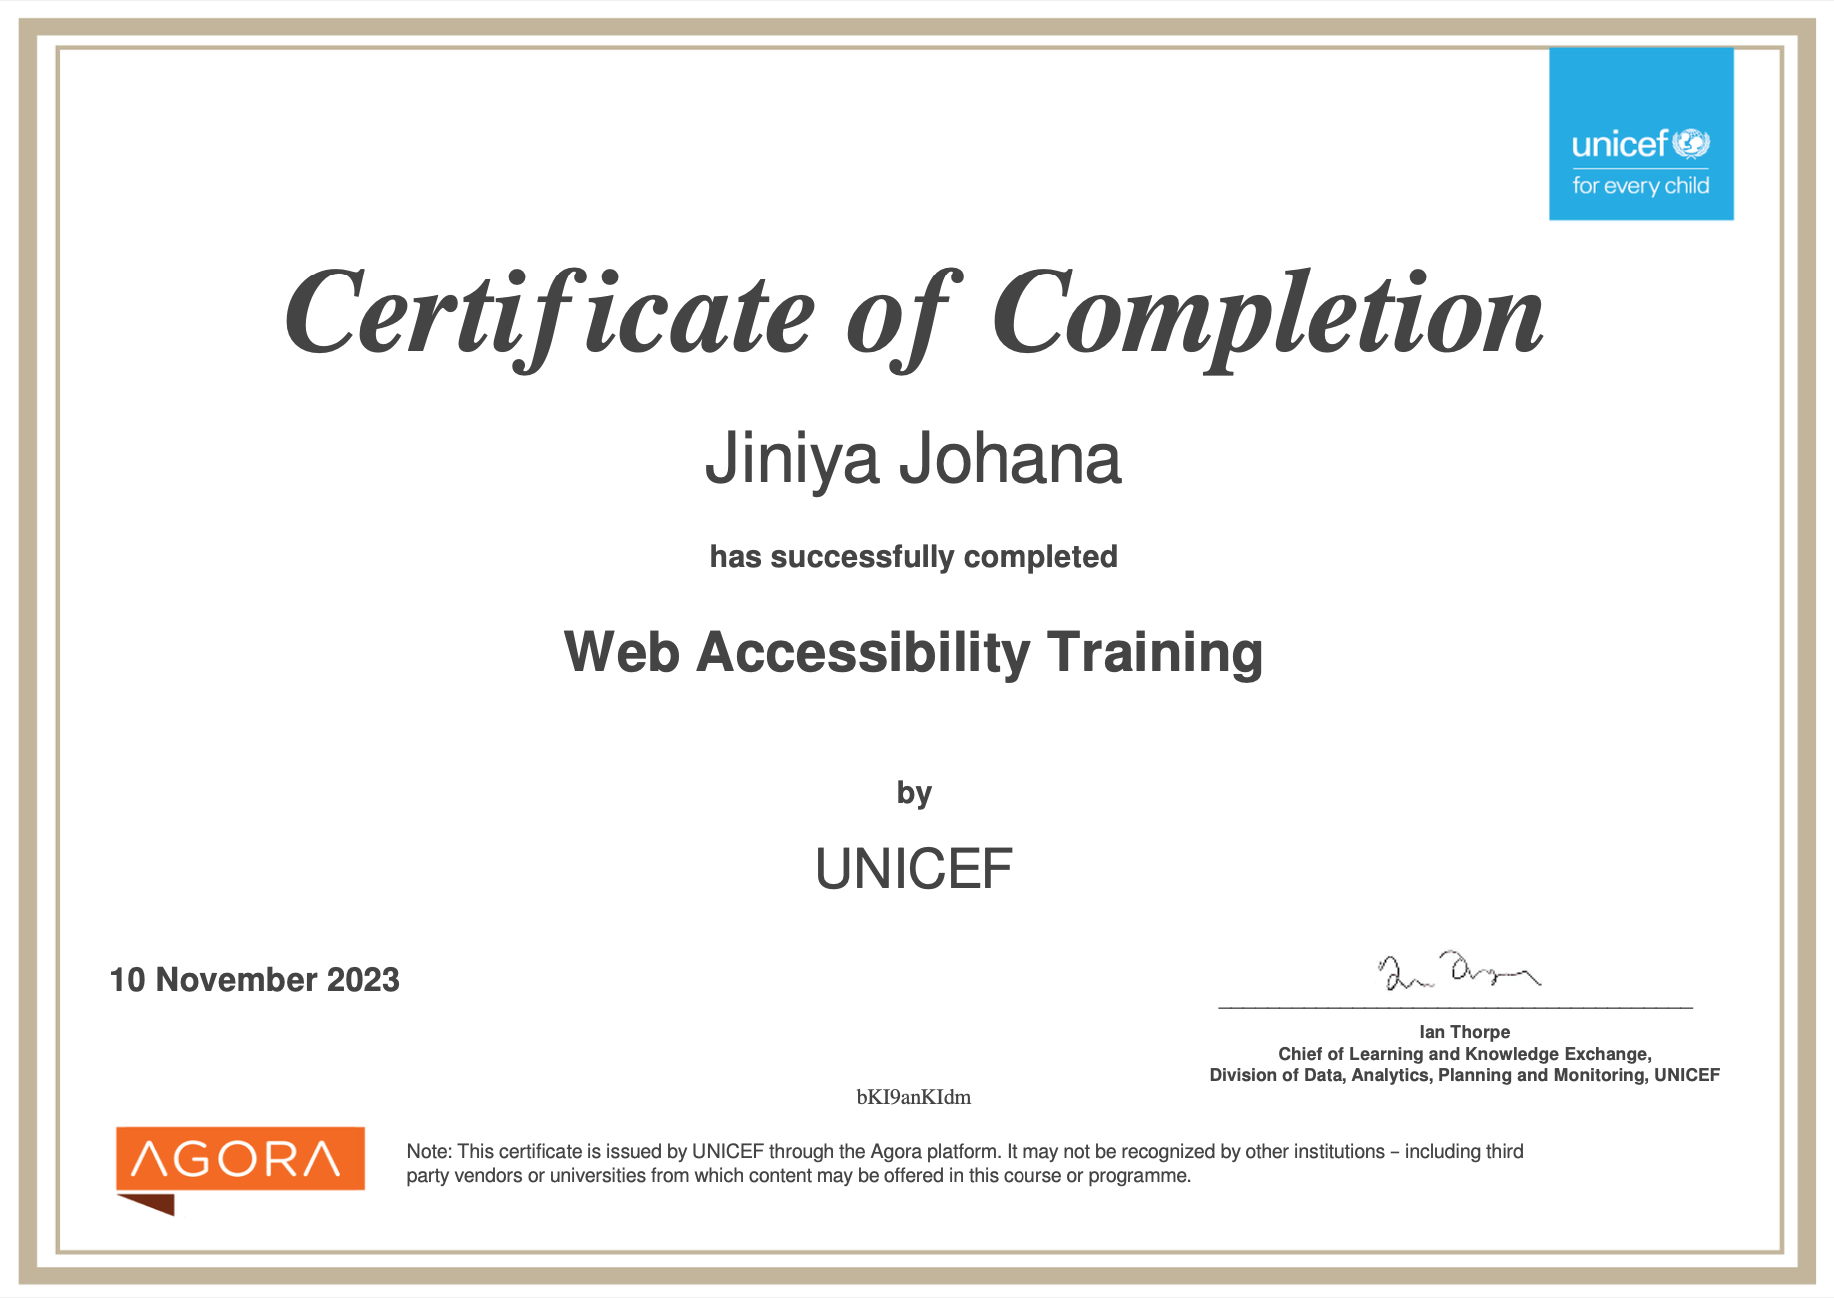 unicef
for every child
Certificate of Completion
Jiniya Johana
has successfully completed
Web Accessibility Training
by
UNICEF
10 November 2023
Ian Thorpe
Chief of Learning and Knowledge Exchange,
Division of Data, Analytics, Planning and Monitoring, UNICEF
bKI9anKIdm
AGORA
Note: This certificate is issued by UNICEF through the Agora platform. It may not be recognized by other institutions – including third
party vendors or universities from which content may be offered in this course or programme.